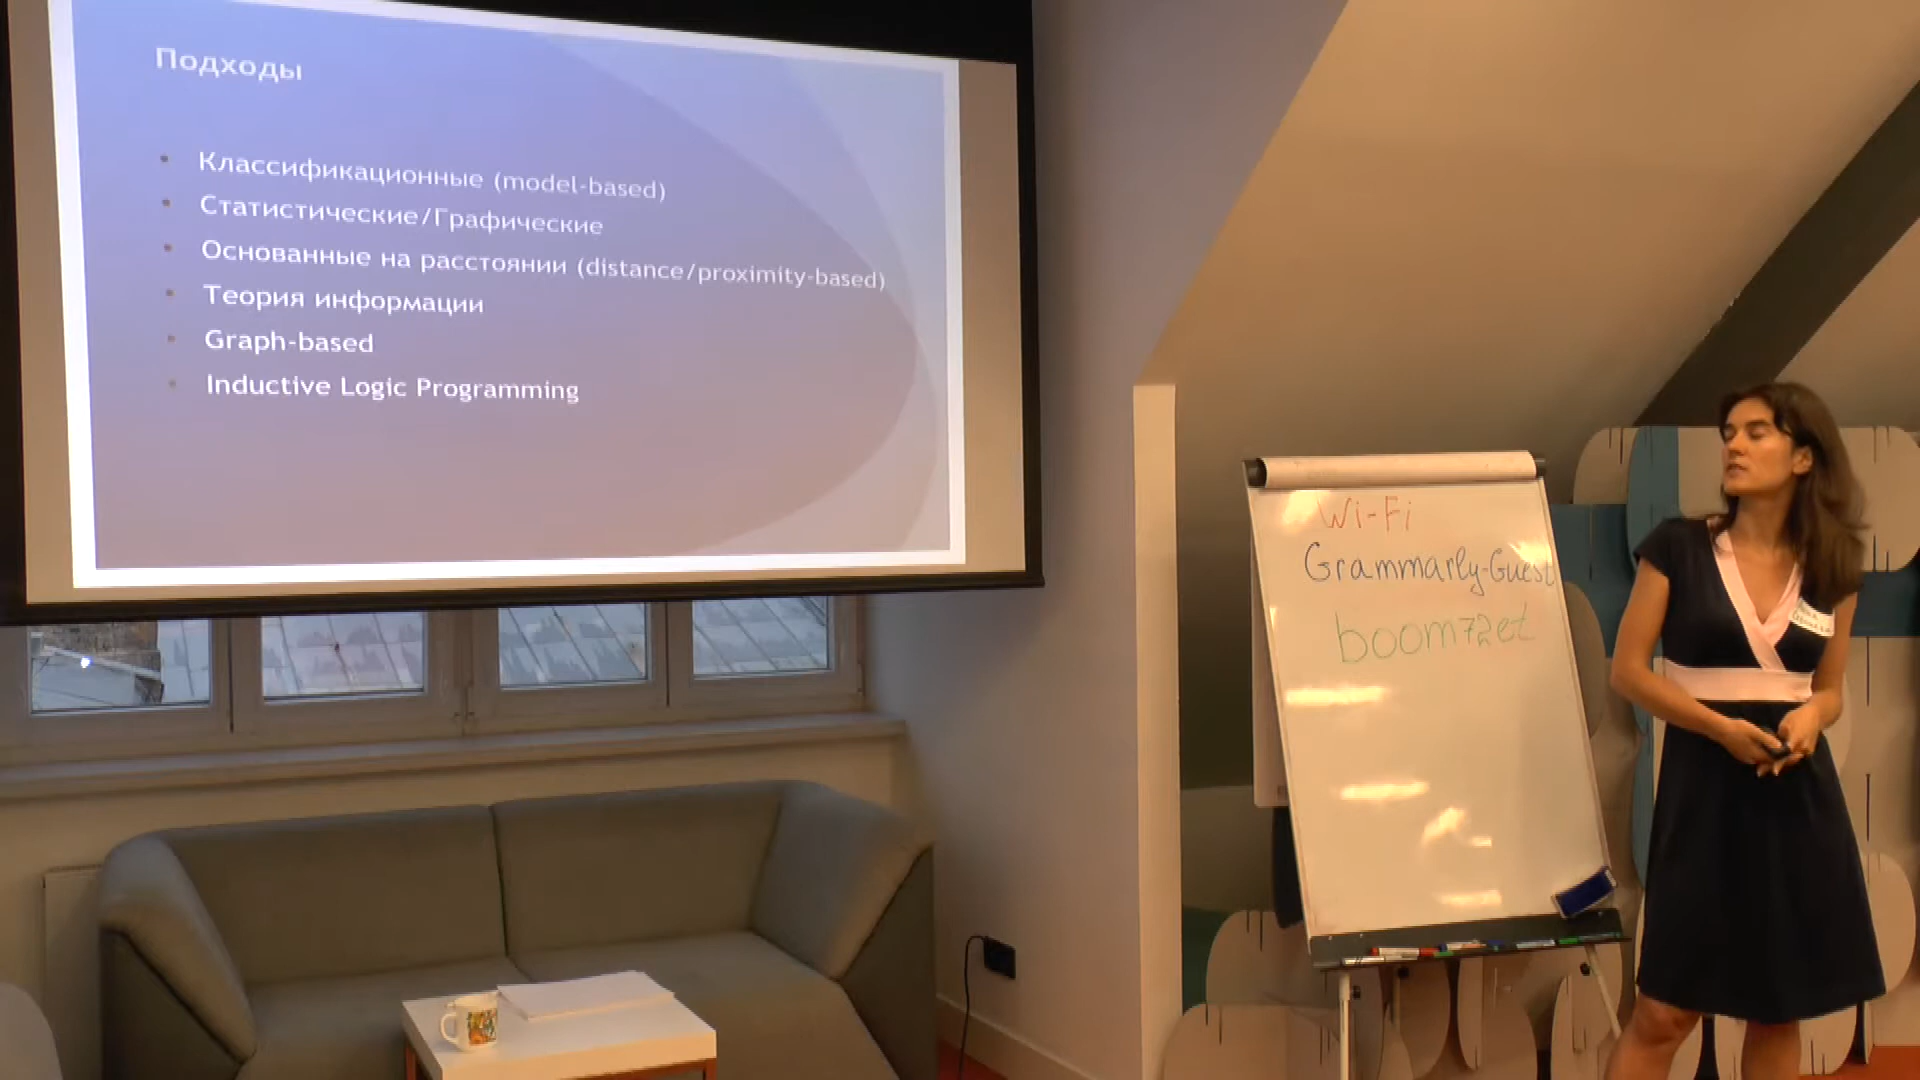 Подходы
Классификационные (model-based)
Статистические/Графические
Основанные на расстоянии (distance/proximity-based)
Теория информации
Graph-based
Inductive Logic Programming
Wi-Fi
Grammarly-Guest
boom72et